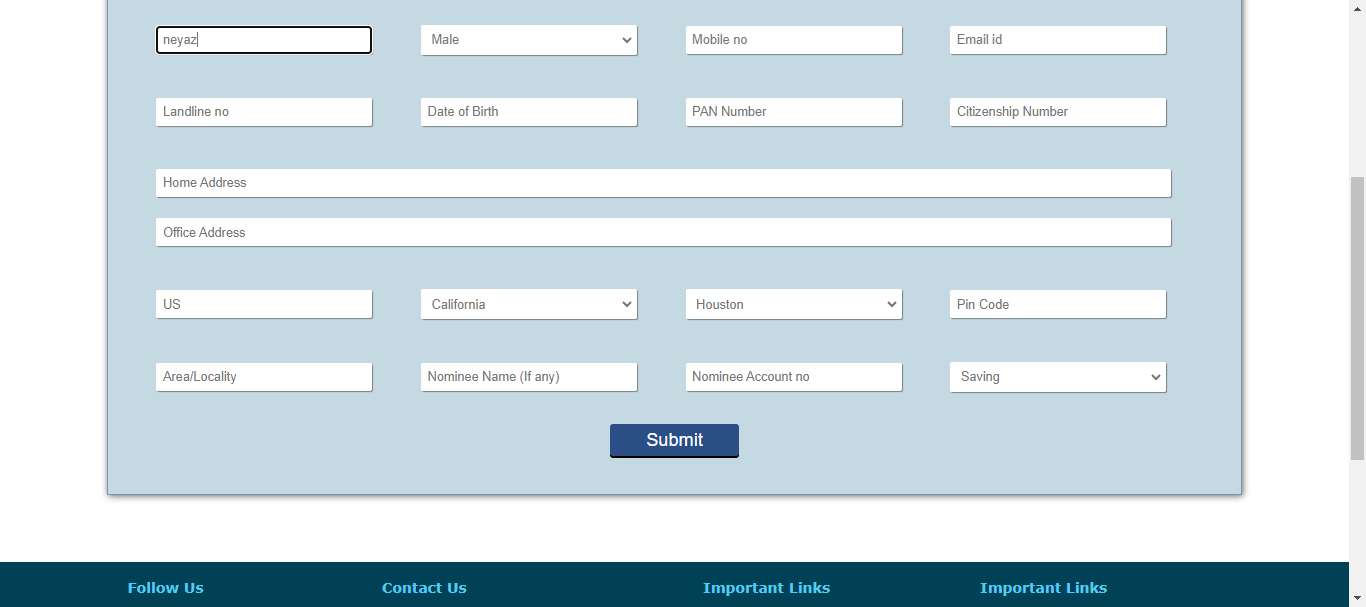 neyaz Male Mobile no Email id
Landline no Date of Birth PAN Number Citizenship Number
Home Address
Office Address
US California Houston Pin Code
Area/Locality Nominee Name (If any) Nominee Account no Saving
Submit
Follow Us Contact Us Important Links Important Links